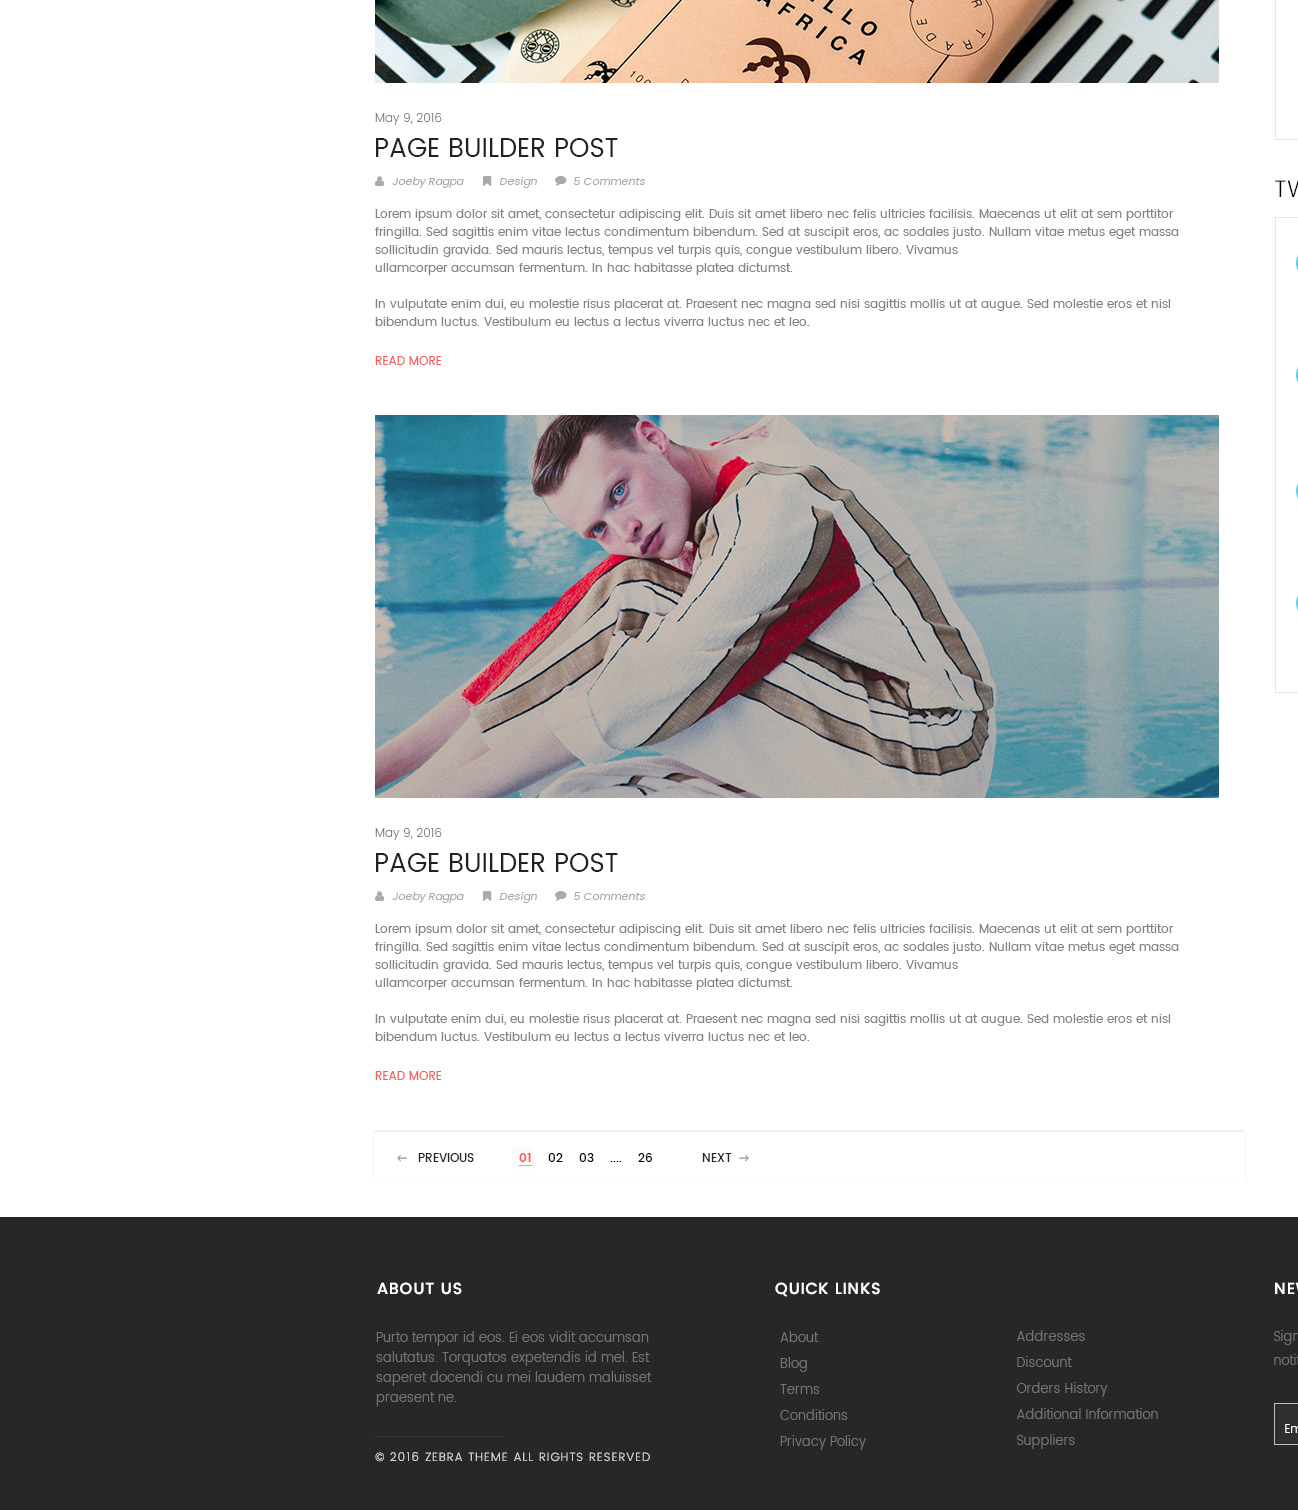 AFRICA
TRADE
May 9, 2016
PAGE BUILDER POST
Joeby Ragpa Design 5 Comments
Lorem ipsum dolor sit amet, consectetur adipiscing elit. Duis sit amet libero nec felis ultricies facilisis. Maecenas ut elit at sem porttitor
fringilla. Sed sagittis enim vitae lectus condimentum bibendum. Sed at suscipit eros, ac sodales justo. Nullam vitae metus eget massa
sollicitudin gravida. Sed mauris lectus, tempus vel turpis quis, congue vestibulum libero. Vivamus
ullamcorper accumsan fermentum. In hac habitasse platea dictumst.
In vulputate enim dui, eu molestie risus placerat at. Praesent nec magna sed nisi sagittis mollis ut at augue. Sed molestie eros et nisl
bibendum luctus. Vestibulum eu lectus a lectus viverra luctus nec et leo.
READ MORE
May 9, 2016
PAGE BUILDER POST
Joeby Ragpa Design 5 Comments
Lorem ipsum dolor sit amet, consectetur adipiscing elit. Duis sit amet libero nec felis ultricies facilisis. Maecenas ut elit at sem porttitor
fringilla. Sed sagittis enim vitae lectus condimentum bibendum. Sed at suscipit eros, ac sodales justo. Nullam vitae metus eget massa
sollicitudin gravida. Sed mauris lectus, tempus vel turpis quis, congue vestibulum libero. Vivamus
ullamcorper accumsan fermentum. In hac habitasse platea dictumst.
In vulputate enim dui, eu molestie risus placerat at. Praesent nec magna sed nisi sagittis mollis ut at augue. Sed molestie eros et nisl
bibendum luctus. Vestibulum eu lectus a lectus viverra luctus nec et leo.
READ MORE
← PREVIOUS 01 02 03 .... 26 NEXT →
ABOUT US
Purto tempor id eos. Ei eos vidit accumsan
salutatus. Torquatos expetendis id mel. Est
saperet docendi cu mei laudem maluisset
praesent ne.
© 2016 ZEBRA THEME ALL RIGHTS RESERVED
QUICK LINKS
About
Blog
Terms
Conditions
Privacy Policy
Addresses
Discount
Orders History
Additional Information
Suppliers